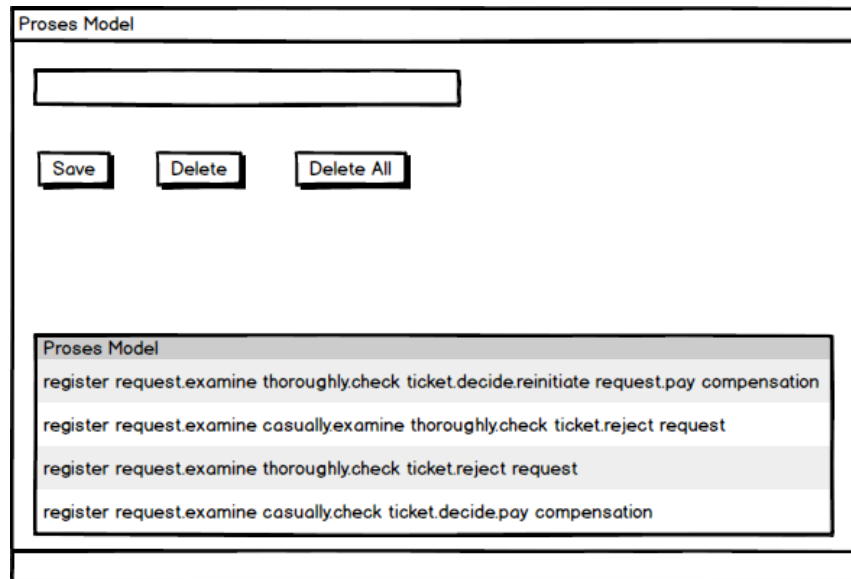 Proses Model
Save
Delete
Delete All
Proses Model
register request.examine thoroughly.check ticket.decide.reinitiate request.pay compensation
register request.examine casually.examine thoroughly.check ticket.reject request
register request.examine thoroughly.check ticket.reject request
register request.examine casually.check ticket.decide.pay compensation